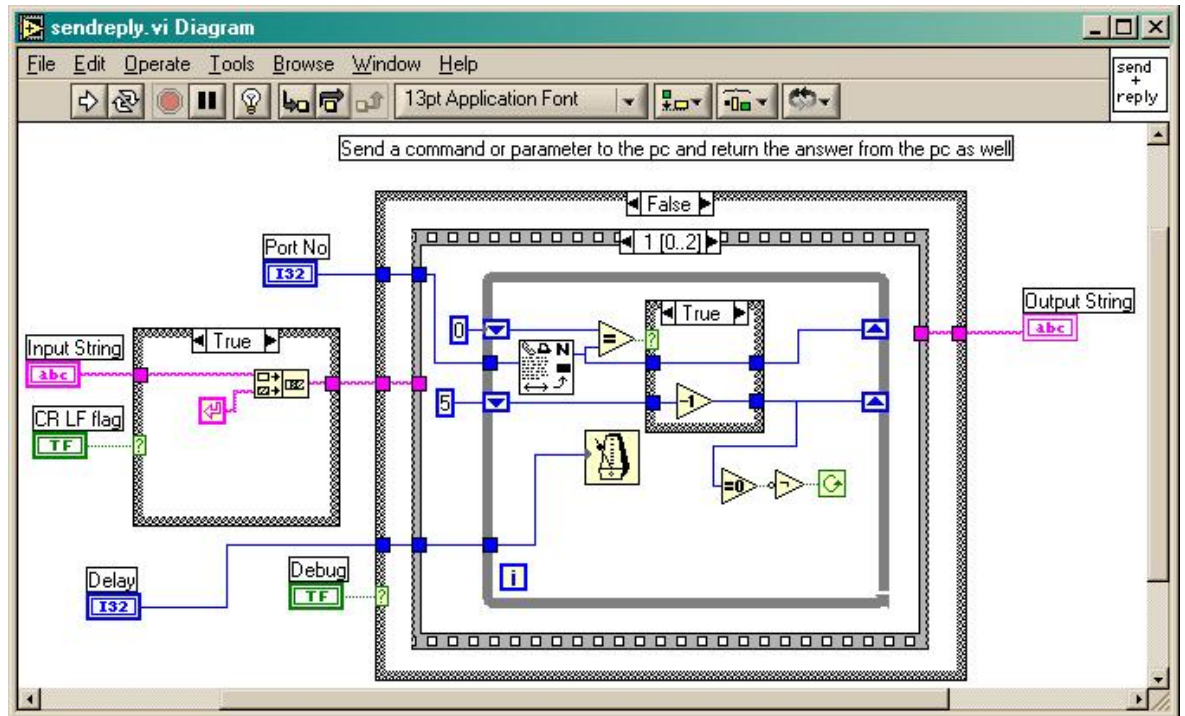 sendreply.vi Diagram
File Edit Operate Tools Browse Window Help
13pt Application Font
send
+
reply
Send a command or parameter to the pc and return the answer from the pc as well
False
1 [0..2]
Port No
I32
Output String
abc
True
0
=
N
True
Input String
abc
5
-1
CR LF flag
TF
?
?
=0
Delay
I32
Debug
TF
?
i